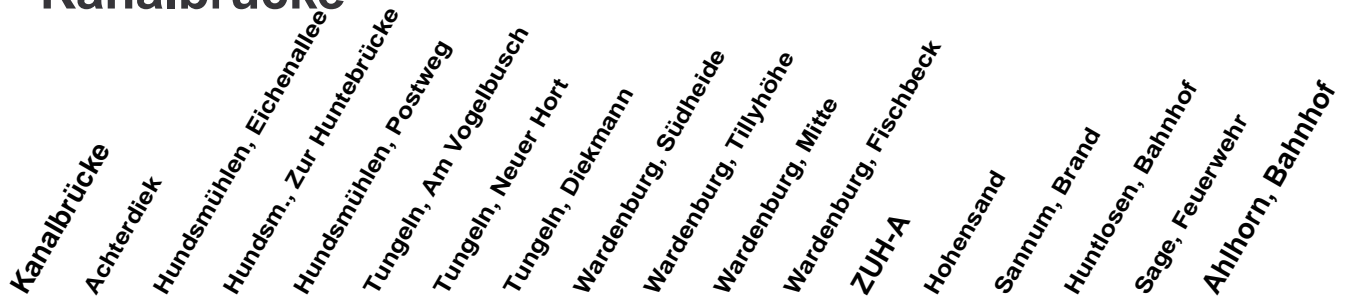 Kanalbrücke
Kanalbrücke
Achterdiek
Hundsmühlen, Eichenallee
Hundsm., Zur Huntebrücke
Hundsmühlen, Postweg
Tungeln, Am Vogelbusch
Tungeln, Neuer Hort
Tungeln, Diekmann
Wardenburg, Südheide
Wardenburg, Tillyhöhe
Wardenburg, Mitte
Wardenburg, Fischbeck
ZUH-A
Hohensand
Sannum, Brand
Huntlosen, Bahnhof
Sage, Feuerwehr
Ahlhorn, Bahnhof